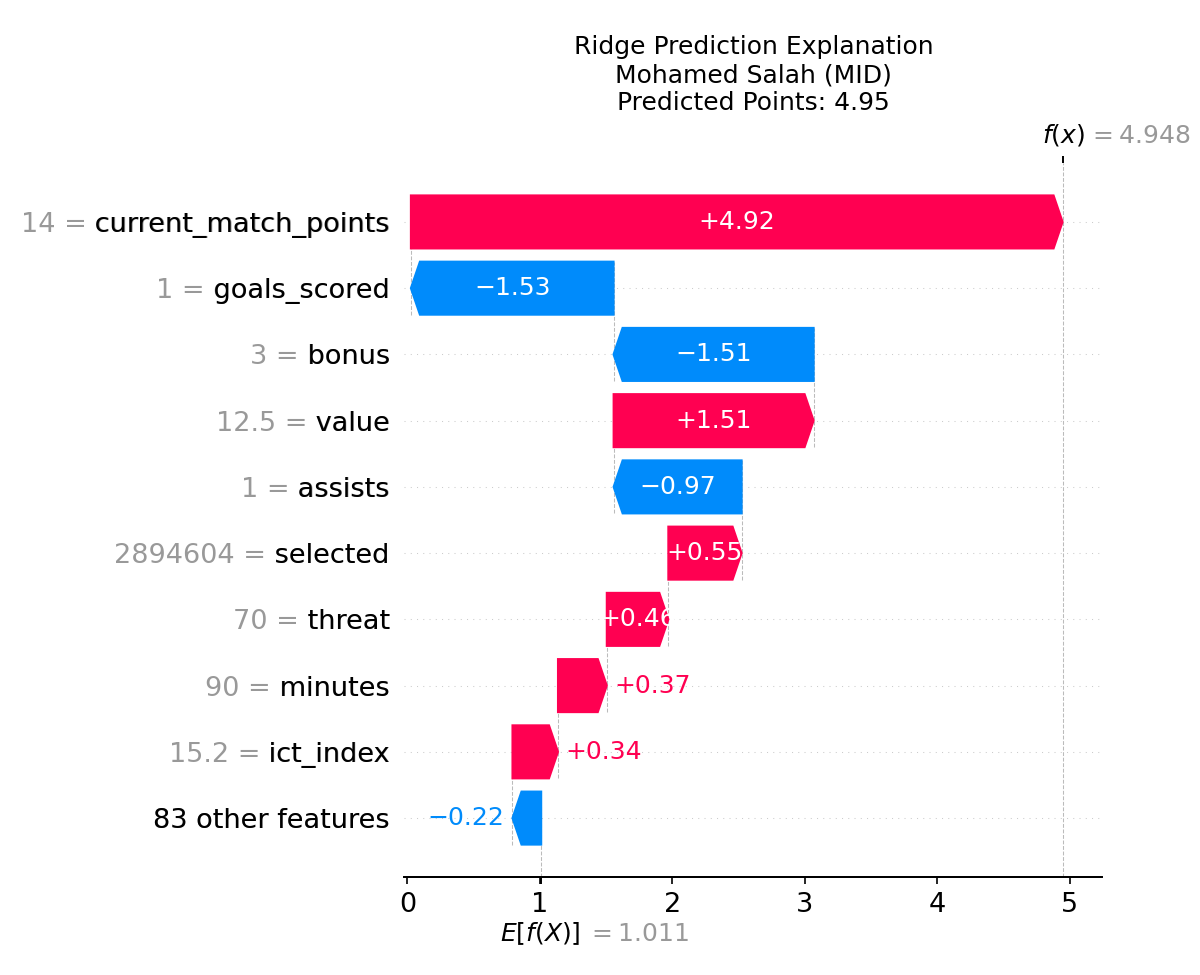 Ridge Prediction Explanation
Mohamed Salah (MID)
Predicted Points: 4.95
f(x) = 4.948
14 = current_match_points
+4.92
1 = goals_scored
−1.53
3 = bonus
−1.51
12.5 = value
+1.51
1 = assists
−0.97
2894604 = selected
+0.55
70 = threat
+0.46
90 = minutes
+0.37
15.2 = ict_index
+0.34
83 other features
−0.22
0 1 2 3 4 5
E[f(X)] = 1.011